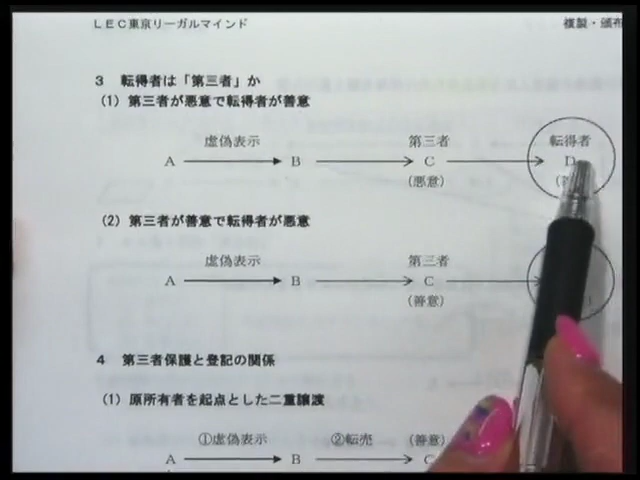 LEC東京リーガルマインド 複製・頒布
3 転得者は「第三者」か
(1) 第三者が悪意で転得者が善意
虚偽表示 第三者 転得者
A B C D
(悪意)
(2) 第三者が善意で転得者が悪意
虚偽表示 第三者
A B C
(善意)
4 第三者保護と登記の関係
(1) 原所有者を起点とした二重譲渡
①虚偽表示 ②転売 (善意)
A B C